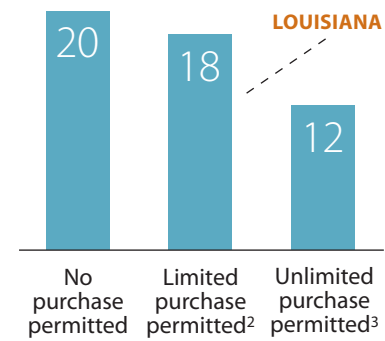 LOUISIANA
20
18
12
No purchase permitted
Limited purchase permitted²
Unlimited purchase permitted³